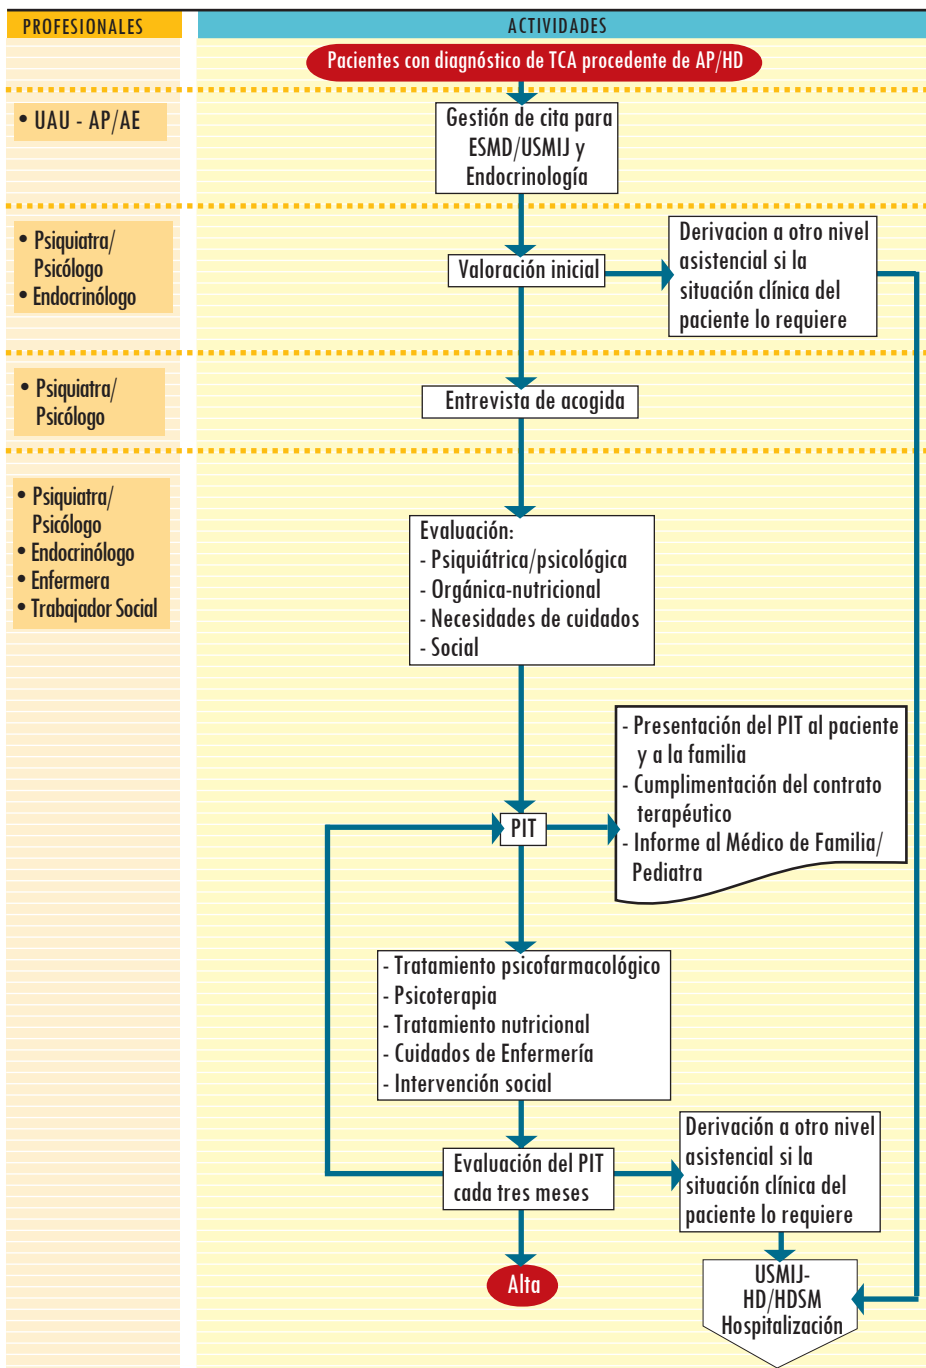 PROFESIONALES
ACTIVIDADES
Pacientes con diagnóstico de TCA procedente de AP/HD
• UAU - AP/AE
Gestión de cita para
ESMD/USMIJ y
Endocrinología
• Psiquiatra/
Psicólogo
• Endocrinólogo
Valoración inicial
Derivacion a otro nivel
asistencial si la
situación clínica del
paciente lo requiere
• Psiquiatra/
Psicólogo
Entrevista de acogida
• Psiquiatra/
Psicólogo
• Endocrinólogo
• Enfermera
• Trabajador Social
Evaluación:
- Psiquiátrica/psicológica
- Orgánica-nutricional
- Necesidades de cuidados
- Social
PIT
- Presentación del PIT al paciente
y a la familia
- Cumplimentación del contrato
terapéutico
- Informe al Médico de Familia/
Pediatra
- Tratamiento psicofarmacológico
- Psicoterapia
- Tratamiento nutricional
- Cuidados de Enfermería
- Intervención social
Evaluación del PIT
cada tres meses
Derivación a otro nivel
asistencial si la
situación clínica del
paciente lo requiere
Alta
USMIJ-
HD/HDSM
Hospitalización